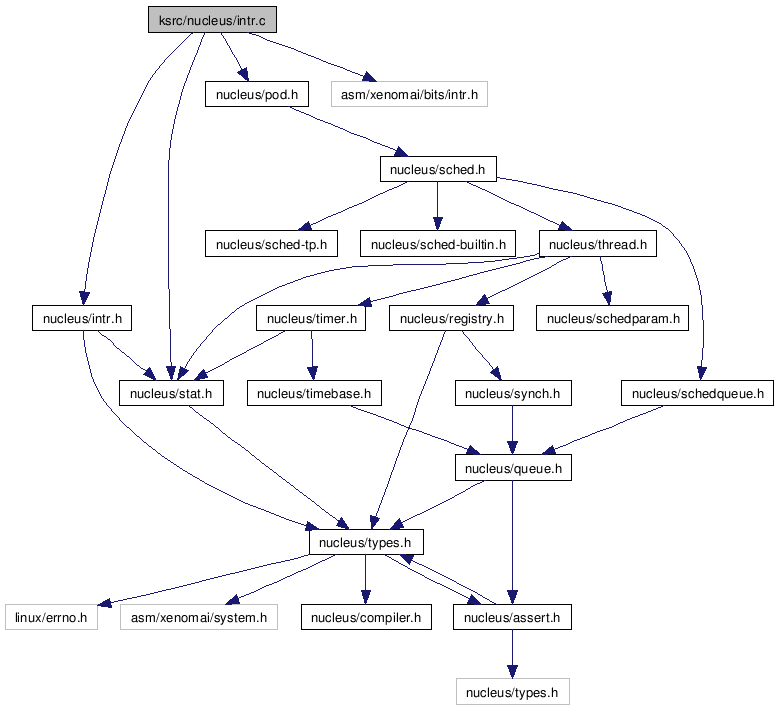 ksrc/nucleus/intr.c
nucleus/pod.h
asm/xenomai/bits/intr.h
nucleus/sched.h
nucleus/sched-tp.h
nucleus/sched-builtin.h
nucleus/thread.h
nucleus/intr.h
nucleus/timer.h
nucleus/registry.h
nucleus/schedparam.h
nucleus/stat.h
nucleus/timebase.h
nucleus/synch.h
nucleus/schedqueue.h
nucleus/queue.h
nucleus/types.h
linux/errno.h
asm/xenomai/system.h
nucleus/compiler.h
nucleus/assert.h
nucleus/types.h